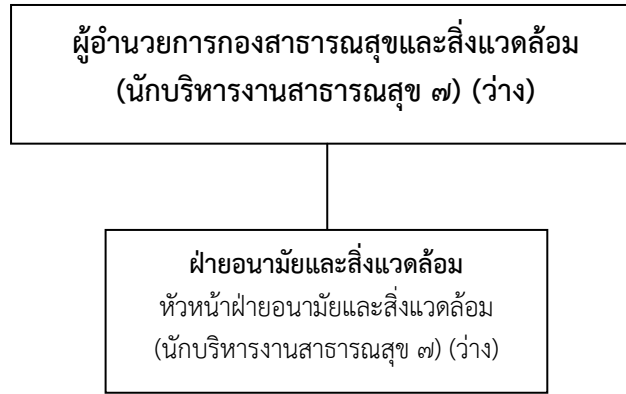 ผู้อำนวยการกองสาธารณสุขและสิ่งแวดล้อม
(นักบริหารงานสาธารณสุข ๗) (ว่าง)
ฝ่ายอนามัยและสิ่งแวดล้อม
หัวหน้าฝ่ายอนามัยและสิ่งแวดล้อม
(นักบริหารงานสาธารณสุข ๗) (ว่าง)